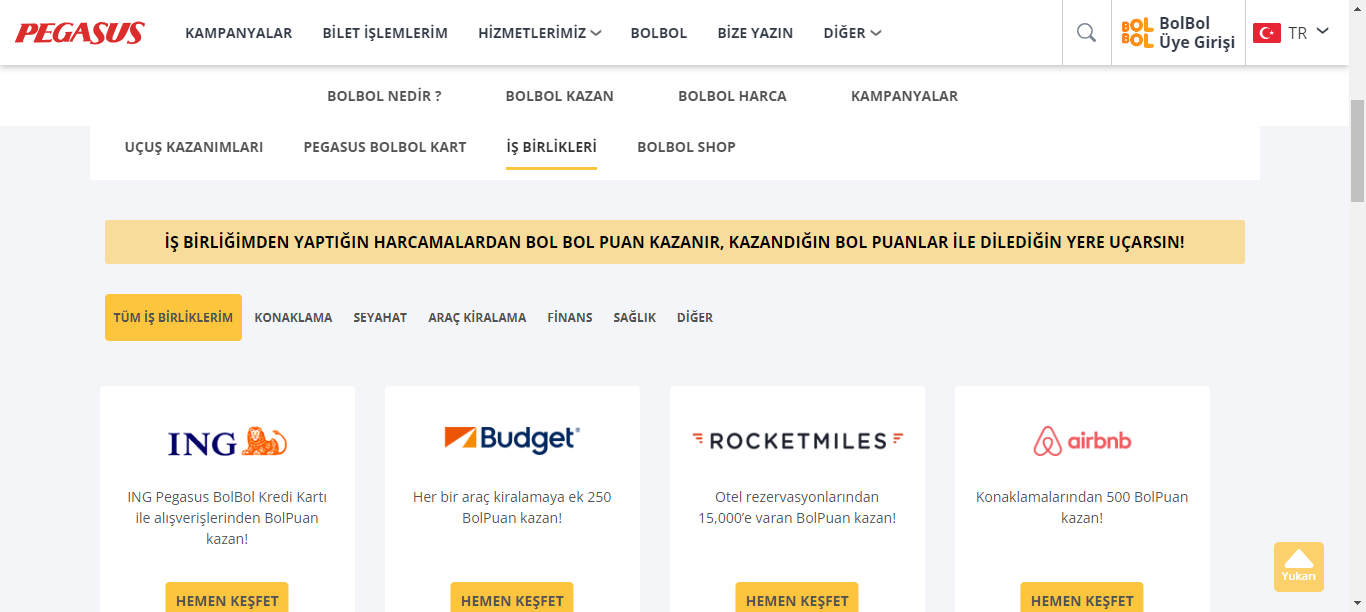 PEGASUS KAMPANYALAR BİLET İŞLEMLERİM HİZMETLERİMİZ BOLBOL BİZE YAZIN DİĞER BOL BOL BolBol Üye Girişi TR
BOLBOL NEDİR ? BOLBOL KAZAN BOLBOL HARCA KAMPANYALAR
UÇUŞ KAZANIMLARI PEGASUS BOLBOL KART İŞ BİRLİKLERİ BOLBOL SHOP
İŞ BİRLİĞİMDEN YAPTIĞIN HARCAMALARDAN BOL BOL PUAN KAZANIR, KAZANDIĞIN BOL PUANLAR İLE DİLEDİĞİN YERE UÇARSIN!
TÜM İŞ BİRLİKLERİM KONAKLAMA SEYAHAT ARAÇ KİRALAMA FİNANS SAĞLIK DİĞER
ING
ING Pegasus BolBol Kredi Kartı
ile alışverişlerinden BolPuan
kazan!
HEMEN KEŞFET
Budget®
Her bir araç kiralamaya ek 250
BolPuan kazan!
HEMEN KEŞFET
ROCKETMILES
Otel rezervasyonlarından
15,000’e varan BolPuan kazan!
HEMEN KEŞFET
airbnb
Konaklamalarından 500 BolPuan
kazan!
HEMEN KEŞFET
Yukarı